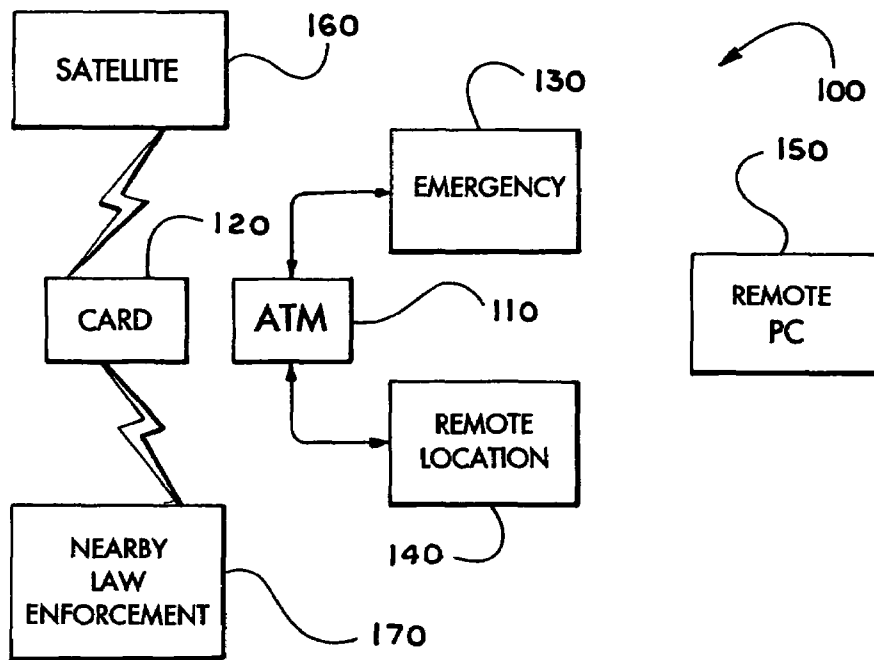 160
SATELLITE
130
100
EMERGENCY
150
120
CARD
ATM
110
REMOTE
PC
REMOTE
LOCATION
140
NEARBY
LAW
ENFORCEMENT
170